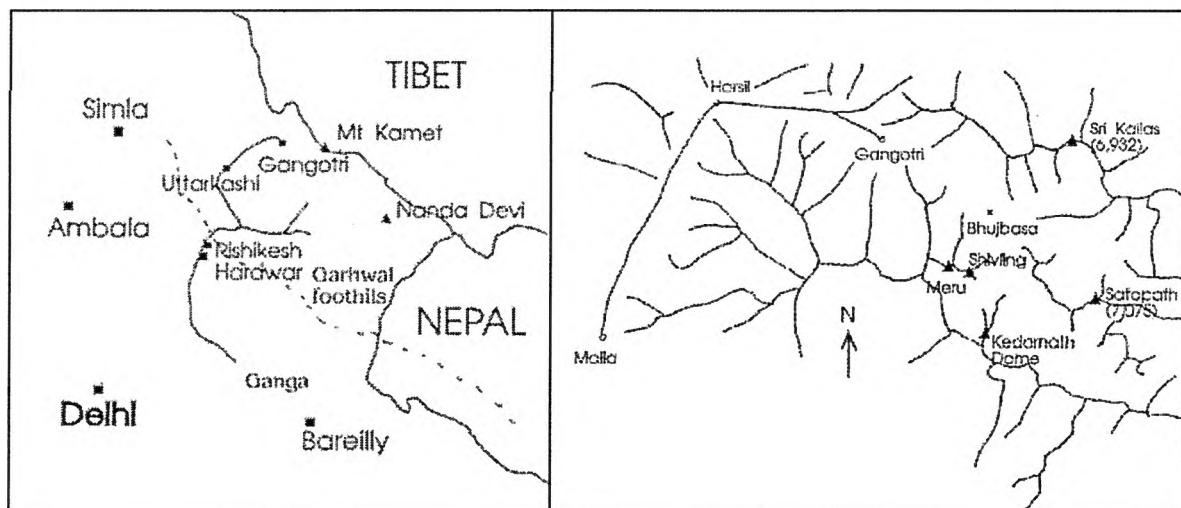 TIBET
Simla
Mt Kamet
Gangotri
Uttarkashi
Ambala
Nanda Devi
Rishikesh
Hardwar
Garhwal
foothills
NEPAL
Ganga
Delhi
Bareilly
Harsil
Gangotri
Sri Kailas
(6,932)
Bhujbasa
Shivling
Meru
Satopath
(7,075)
N
Kedarnath
Dome
Malla